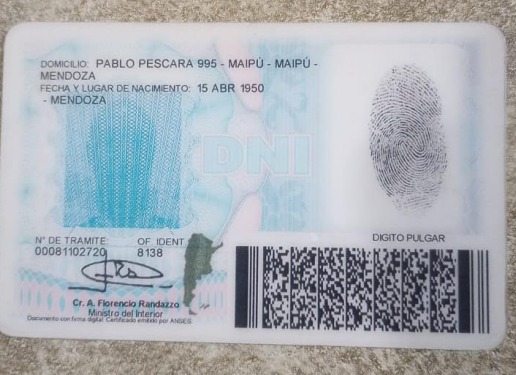 DOMICILIO: PABLO PESCARA 995 - MAIPÚ - MAIPÚ -
MENDOZA
FECHA Y LUGAR DE NACIMIENTO: 15 ABR 1950
- MENDOZA
DNI
N° DE TRAMITE: OF. IDENT.
00081102720 8138
DIGITO PULGAR
Cr. A. Florencio Randazzo
Ministro del Interior
Documento con firma digital. Certificado emitido por ANSES